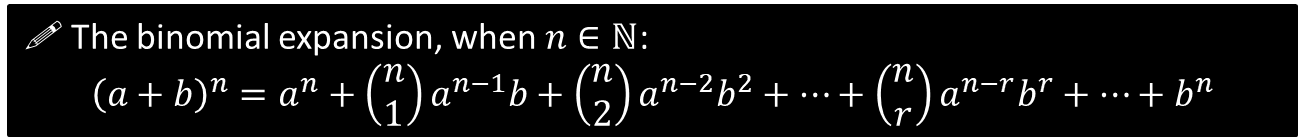 The binomial expansion, when n ∈ ℕ:
(a + b)ⁿ = aⁿ + (n 1) aⁿ⁻¹b + (n 2) aⁿ⁻²b² + ⋯ + (n r) aⁿ⁻ʳbʳ + ⋯ + bⁿ